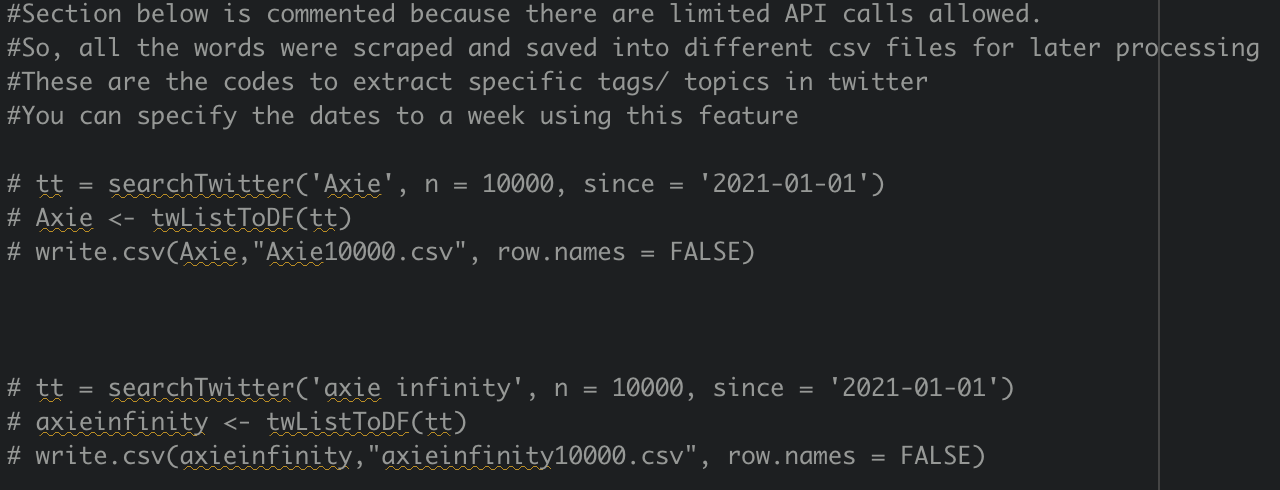 #Section below is commented because there are limited API calls allowed.
#So, all the words were scraped and saved into different csv files for later processing
#These are the codes to extract specific tags/ topics in twitter
#You can specify the dates to a week using this feature
# tt = searchTwitter('Axie', n = 10000, since = '2021-01-01')
# Axie <- twListToDF(tt)
# write.csv(Axie,"Axie10000.csv", row.names = FALSE)
# tt = searchTwitter('axie infinity', n = 10000, since = '2021-01-01')
# axieinfinity <- twListToDF(tt)
# write.csv(axieinfinity,"axieinfinity10000.csv", row.names = FALSE)